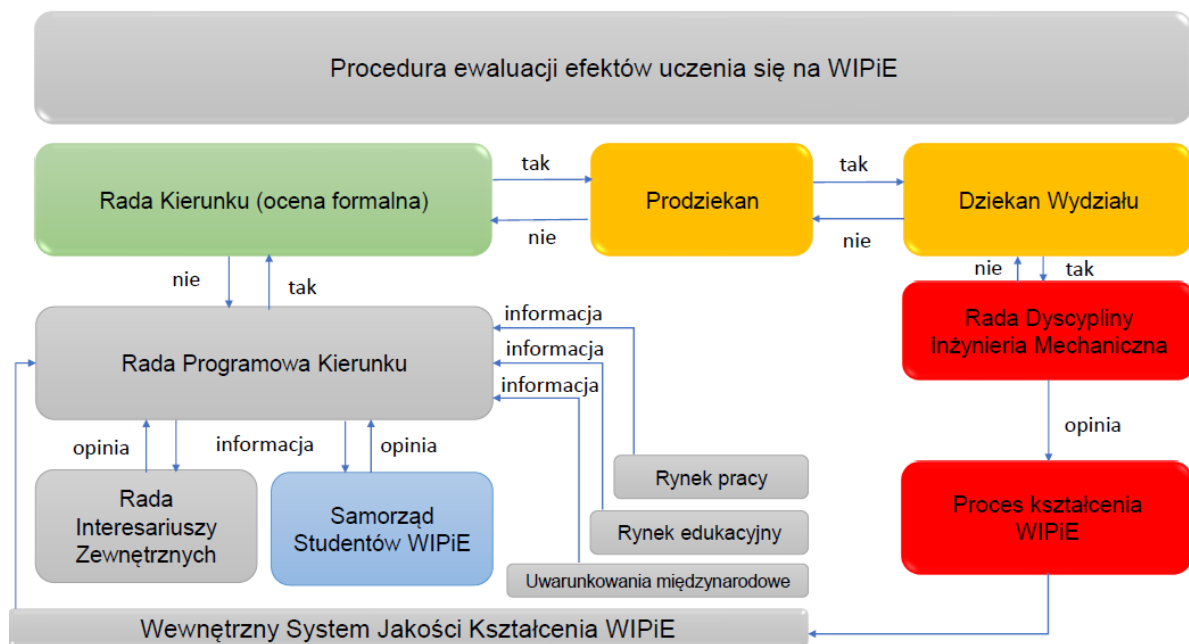 Procedura ewaluacji efektów uczenia się na WIPiE
Rada Kierunku (ocena formalna)
tak
nie
Prodziekan
tak
nie
Dziekan Wydziału
nie
tak
nie
tak
Rada Programowa Kierunku
informacja
informacja
informacja
Rada Dyscypliny
Inżynieria Mechaniczna
opinia
informacja
opinia
opinia
Rada
Interesariuszy
Zewnętrznych
Samorząd
Studentów WIPiE
Rynek pracy
Rynek edukacyjny
Uwarunkowania międzynarodowe
Proces kształcenia
WIPiE
Wewnętrzny System Jakości Kształcenia WIPiE